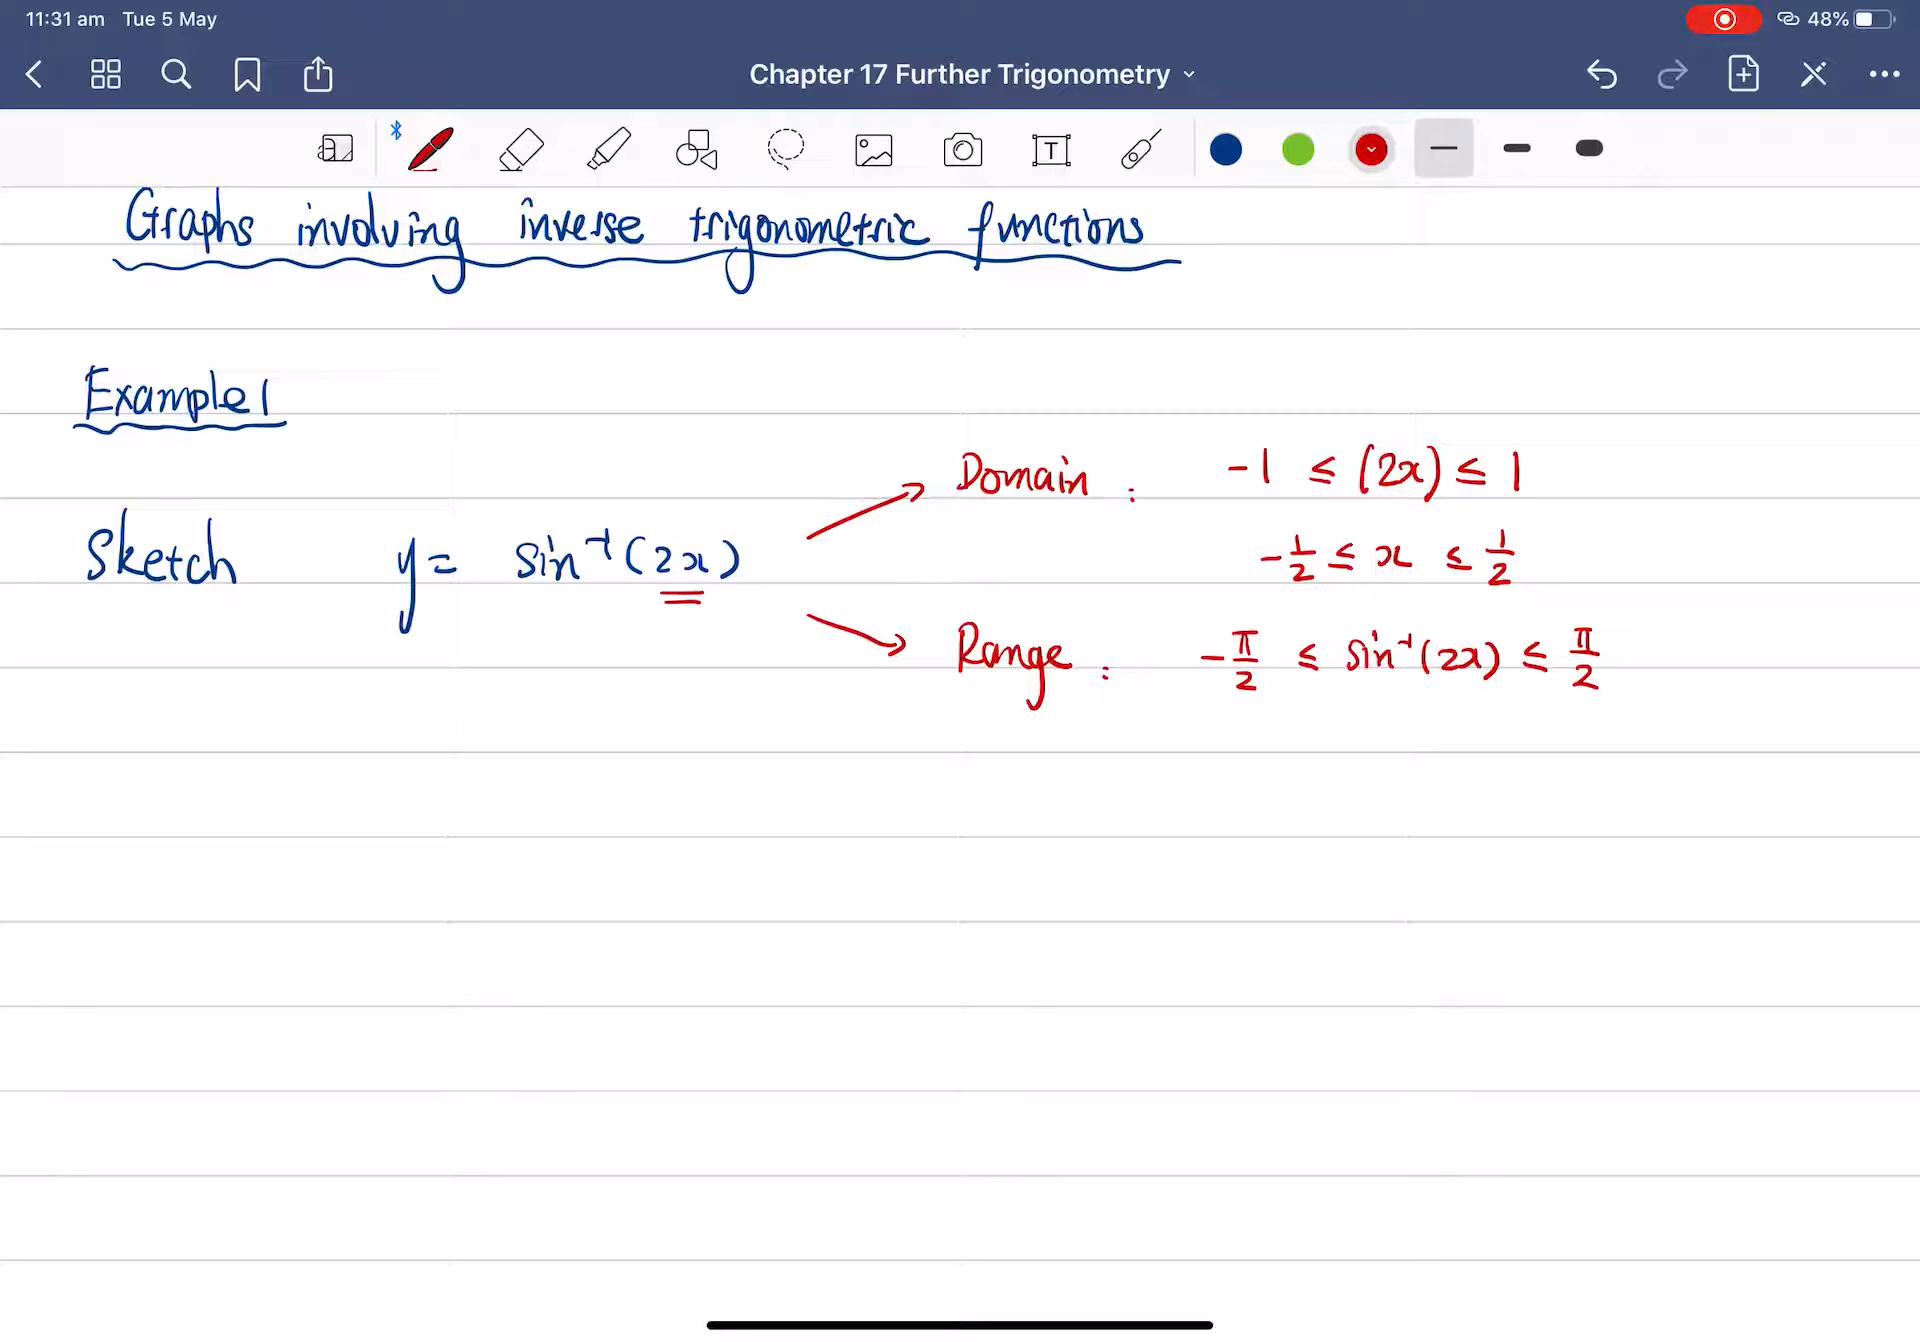 11:31 am Tue 5 May
48%
Chapter 17 Further Trigonometry
Graphs involving inverse trigonometric functions
Example 1
Domain : -1 ≤ (2x) ≤ 1
Sketch y = sin⁻¹(2x)
-1/2 ≤ x ≤ 1/2
Range : -π/2 ≤ sin⁻¹(2x) ≤ π/2